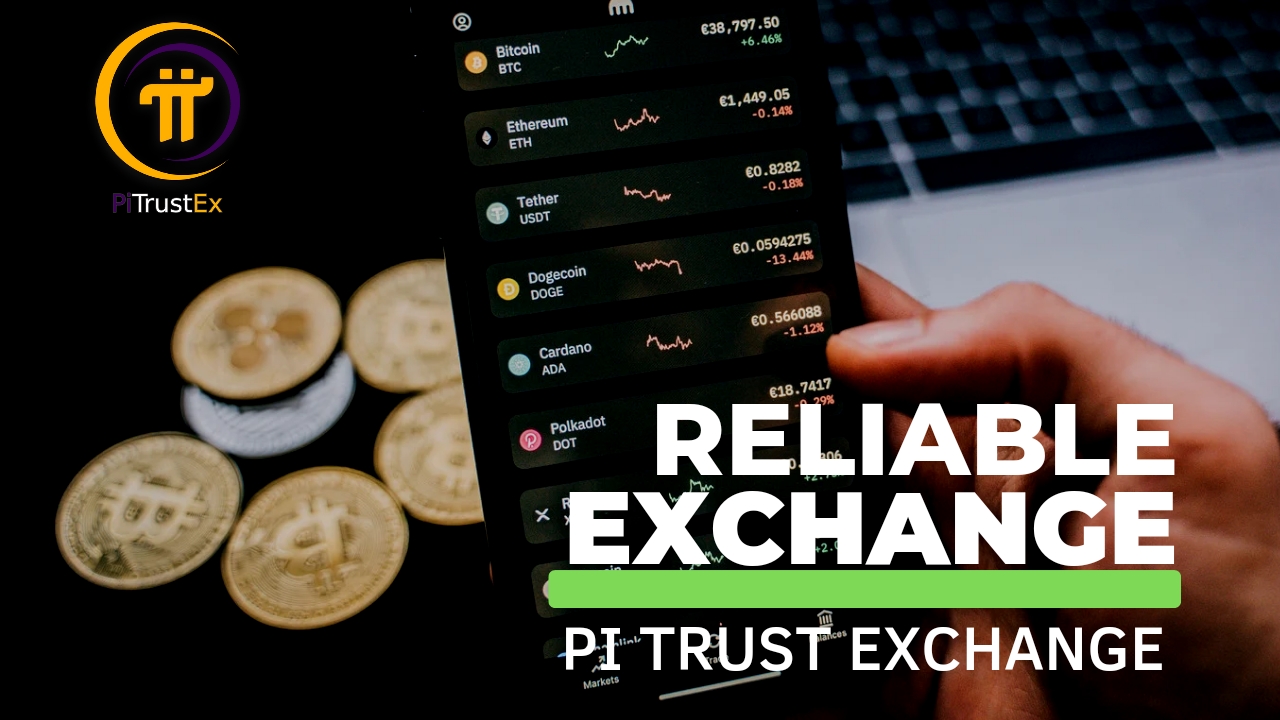 PiTrustEx
Bitcoin
BTC
€38,797.50
+6.46%
Ethereum
ETH
€1,449.05
-0.14%
Tether
USDT
€0.8282
-0.18%
Dogecoin
DOGE
€0.0594275
-13.44%
Cardano
ADA
€0.566088
-1.12%
Polkadot
DOT
€18.7417
-0.29%
RELIABLE
EXCHANGE
PI TRUST EXCHANGE
Markets